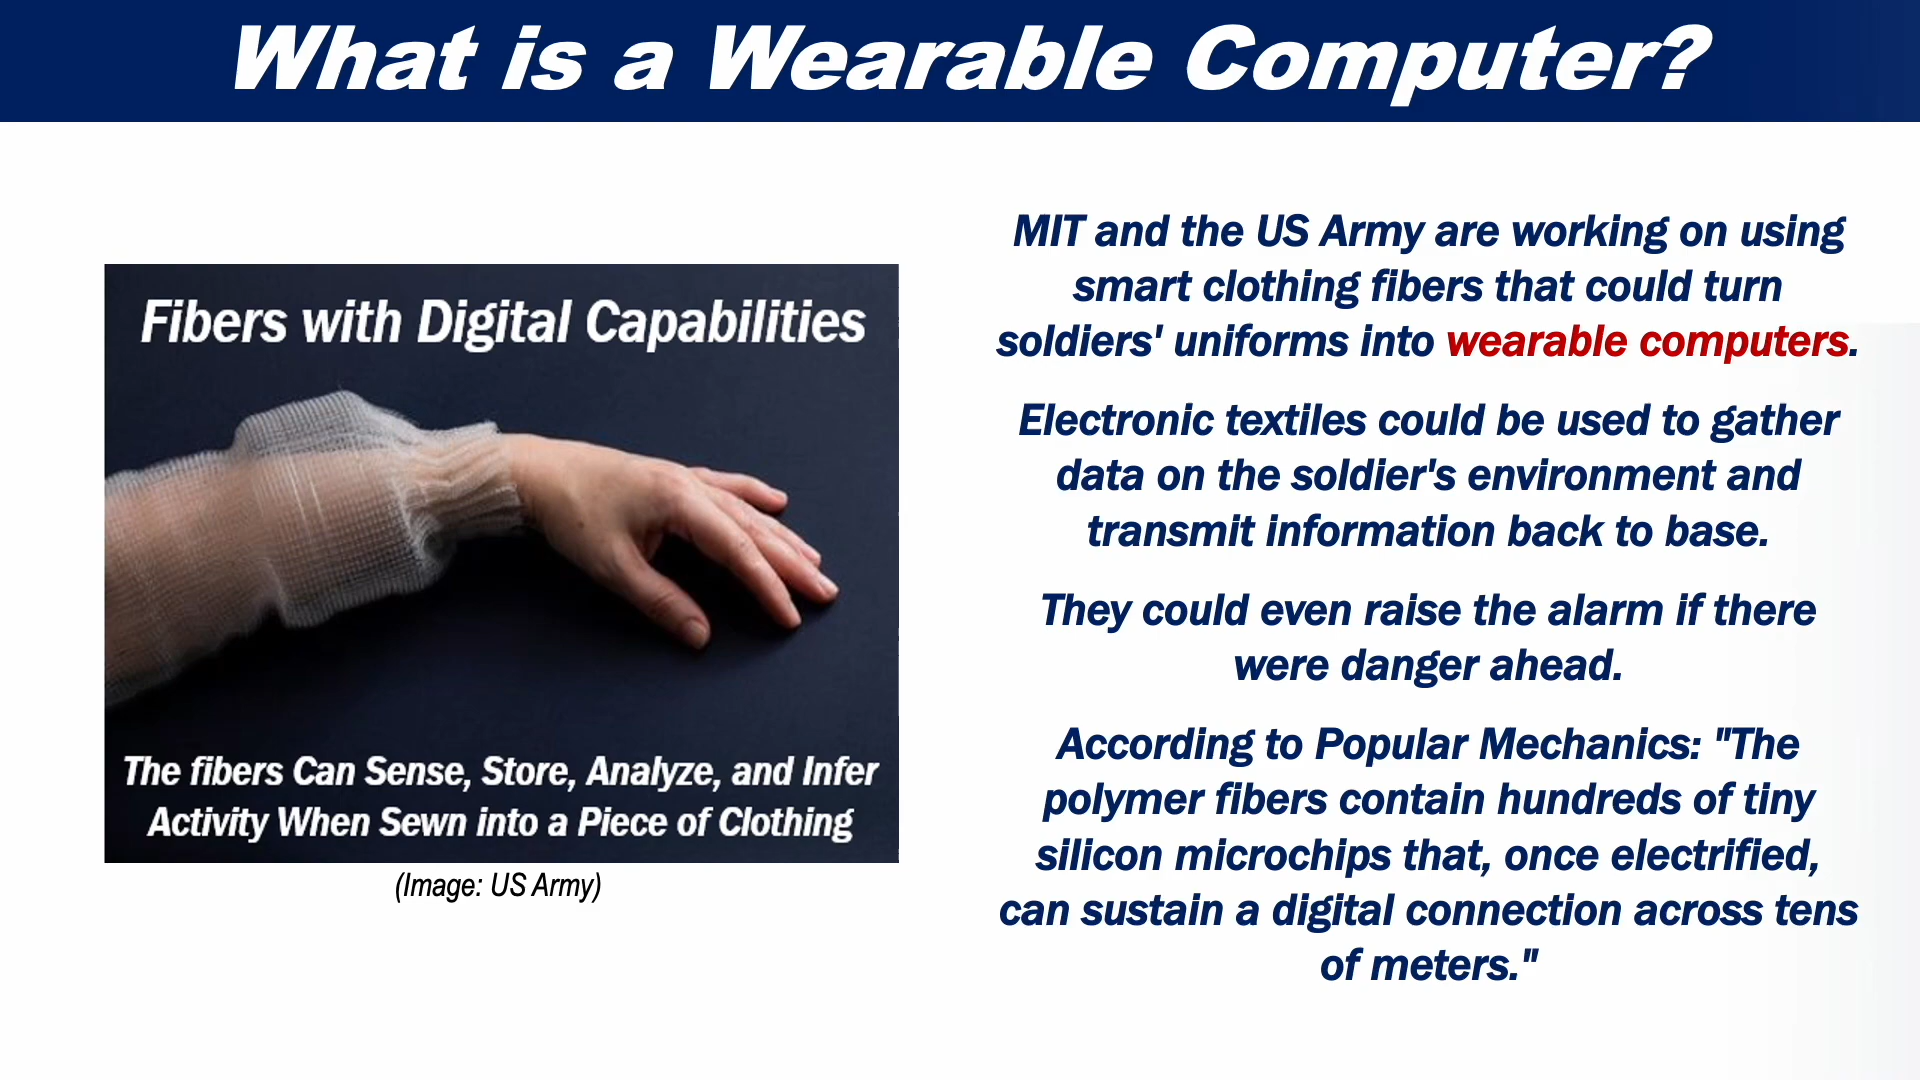 What is a Wearable Computer?
Fibers with Digital Capabilities
The fibers Can Sense, Store, Analyze, and Infer
Activity When Sewn into a Piece of Clothing
(Image: US Army)
MIT and the US Army are working on using
smart clothing fibers that could turn
soldiers' uniforms into wearable computers.
Electronic textiles could be used to gather
data on the soldier's environment and
transmit information back to base.
They could even raise the alarm if there
were danger ahead.
According to Popular Mechanics: "The
polymer fibers contain hundreds of tiny
silicon microchips that, once electrified,
can sustain a digital connection across tens
of meters."